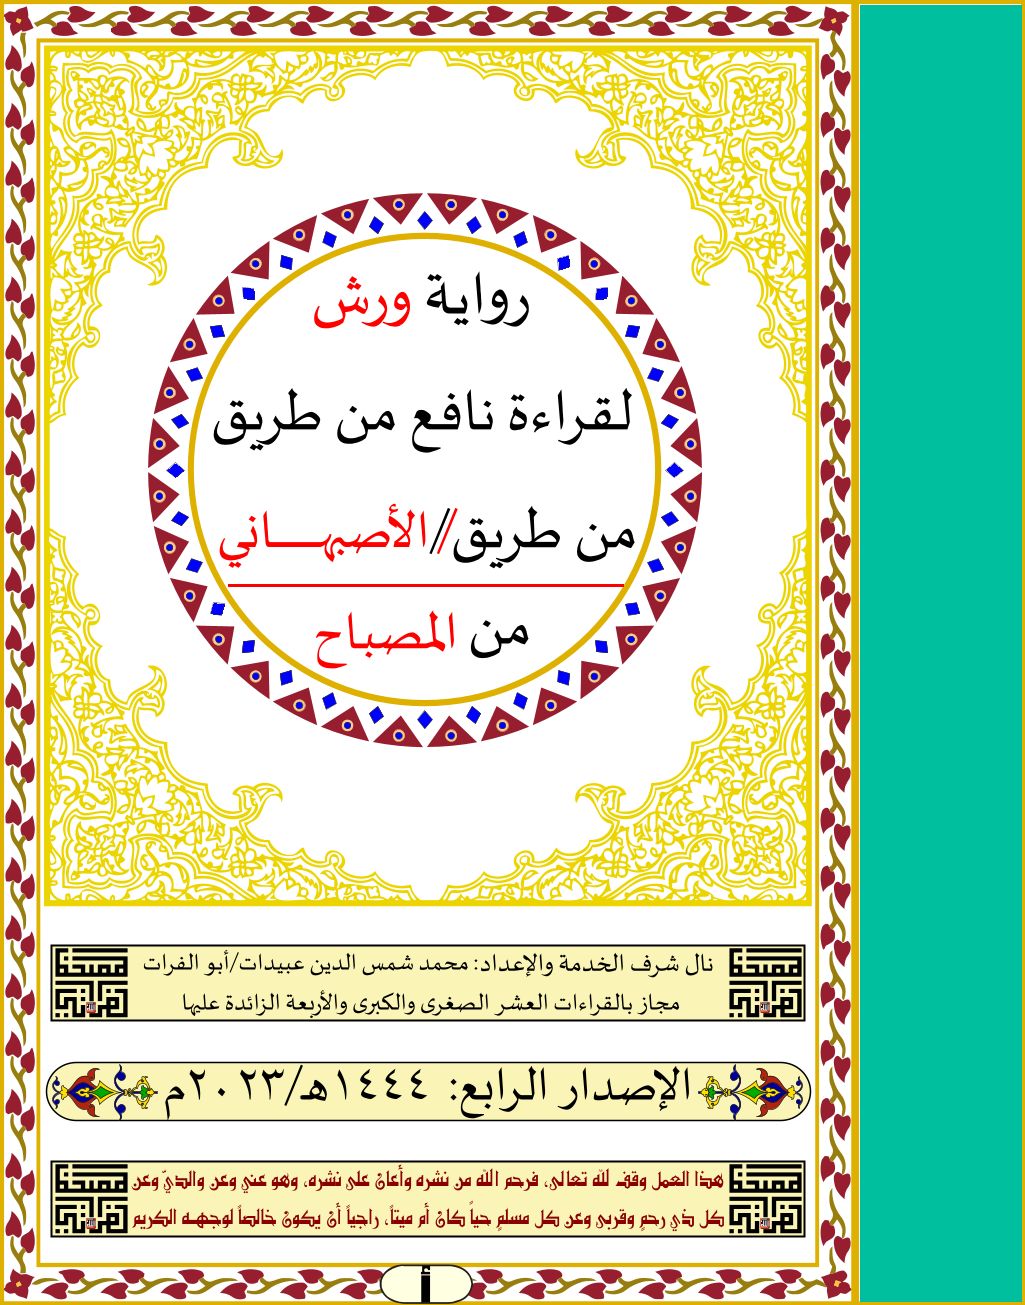 رواية ورش
لقراءة نافع من طريق
من طريق//الأصبهـــاني
من المصباح
نال شرف الخدمة والإعداد: محمد شمس الدين عبيدات/أبو الفرات
مجاز بالقراءات العشر الصغرى والكبرى والأربعة الزائدة عليها
الإصدار الرابع: ١٤٤٤هـ/٢٠٢٣م
هذا العمل وقف لله تعالى، فرحم الله من نشره وأعان على نشره، وهو عني وعن والديّ وعن
كل ذي رحمٍ وقربى وعن كل مسلمٍ حياً كان أم ميتاً، راجياً أن يكون خالصاً لوجهه الكريم
أ